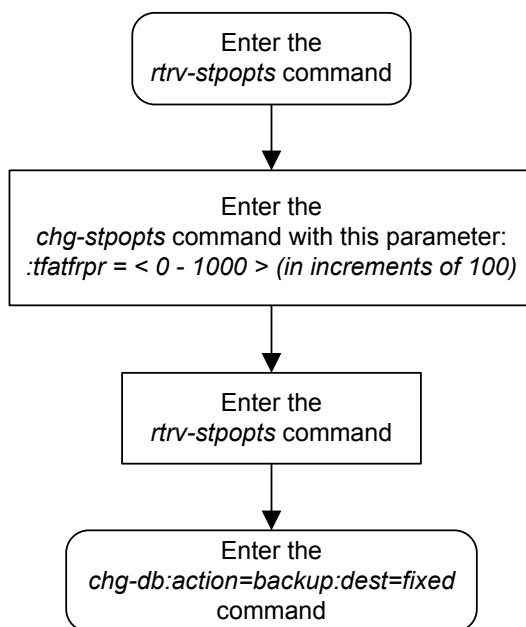 Enter the
rtrv-stpopts command
Enter the
chg-stpopts command with this parameter:
:tfatfrpr = < 0 - 1000 > (in increments of 100)
Enter the
rtrv-stpopts command
Enter the
chg-db:action=backup:dest=fixed
command